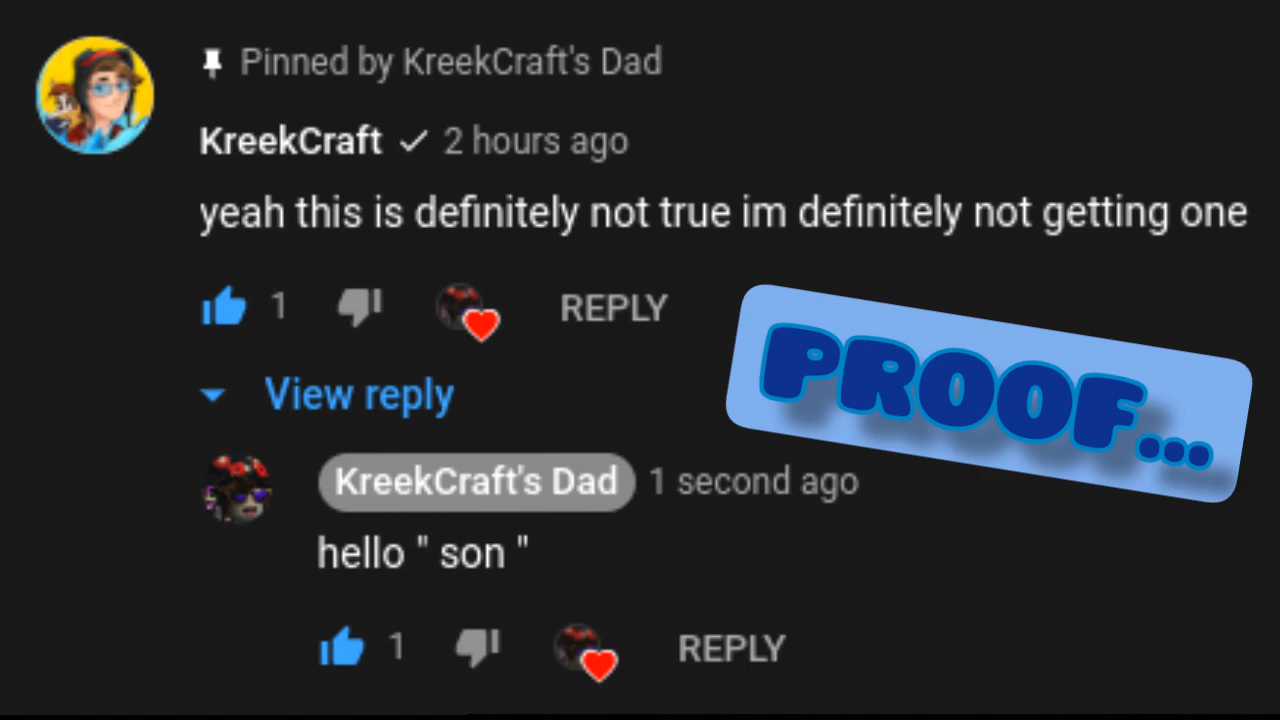 Pinned by KreekCraft's Dad
KreekCraft ✓ 2 hours ago
yeah this is definitely not true im definitely not getting one
1 REPLY
PROOF...
View reply
KreekCraft's Dad 1 second ago
hello " son "
1 REPLY